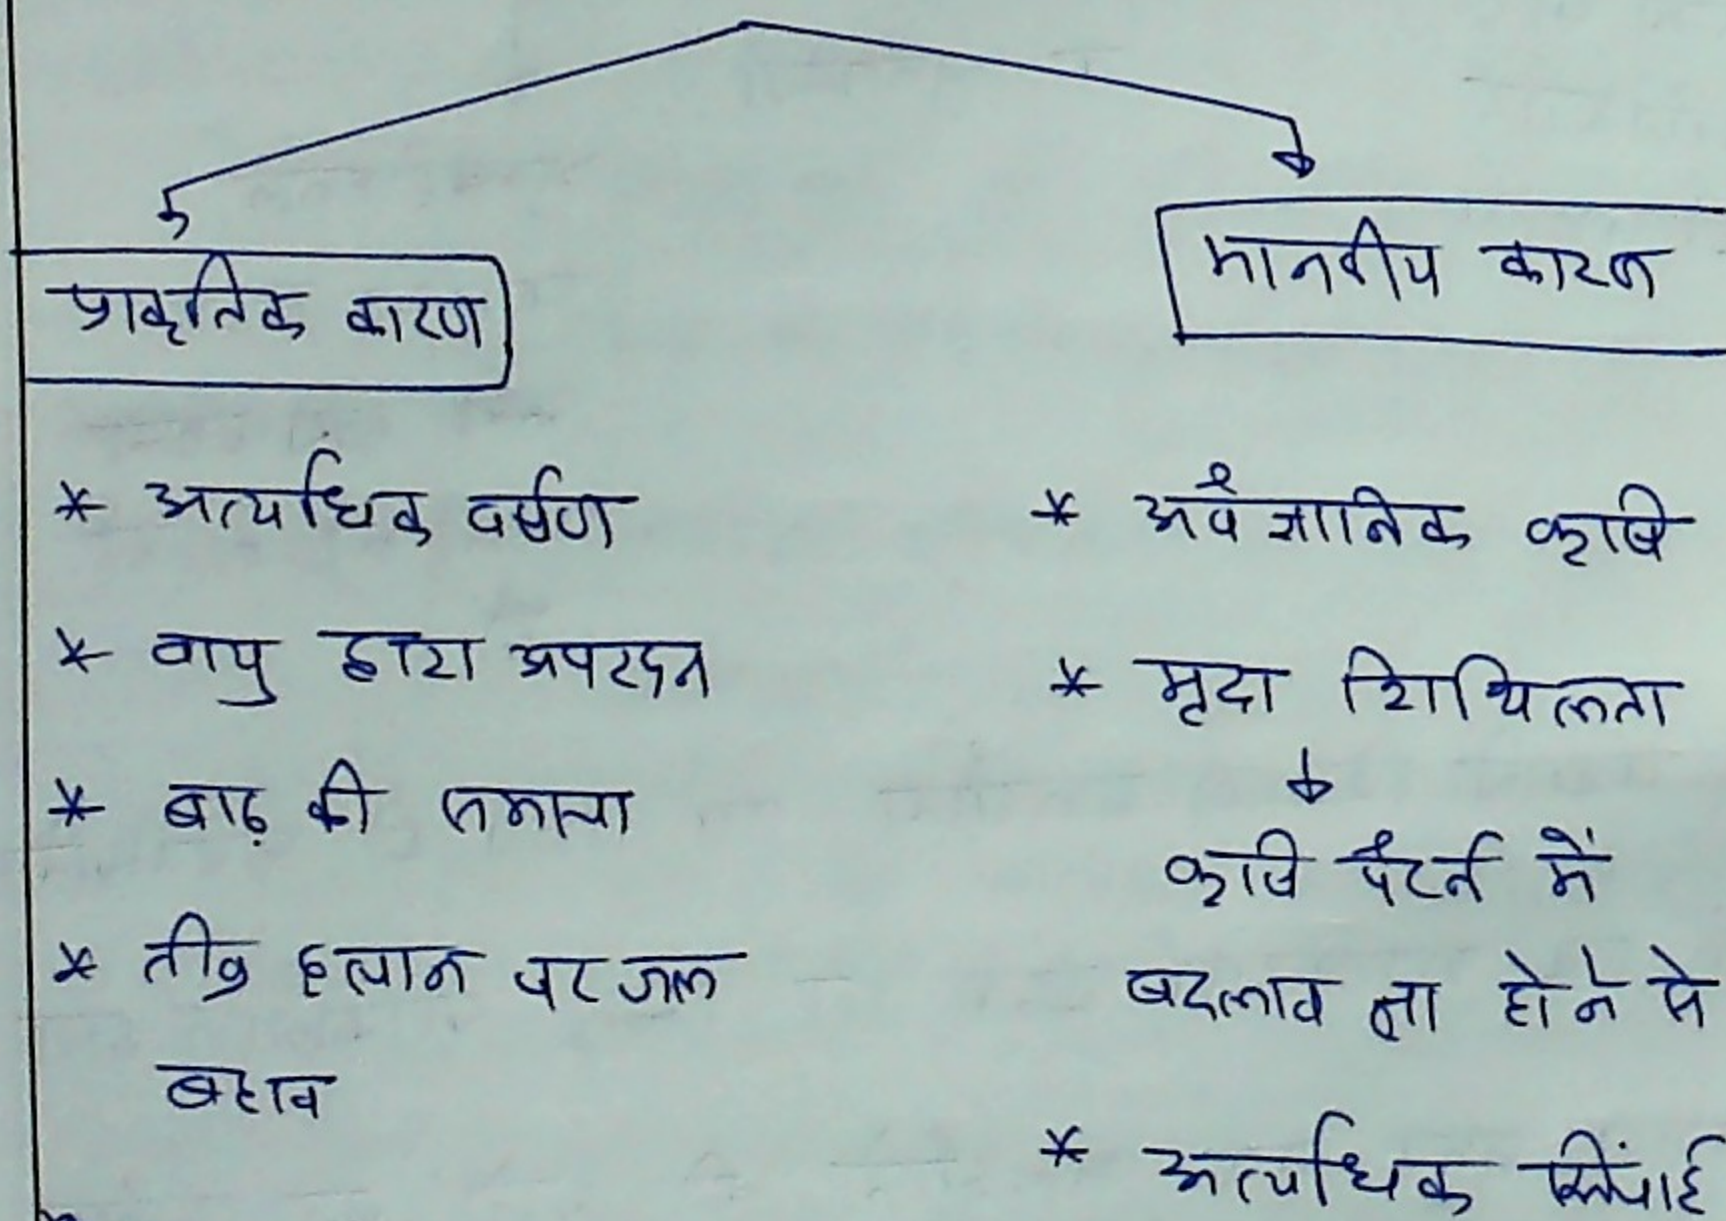 प्राकृतिक कारण
* अत्यधिक वर्षण
* वायु द्वारा अपरदन
* बाढ़ की समस्या
* तीव्र ढलान पर जल
बहाव
मानवीय कारण
* अवैज्ञानिक कृषि
* मृदा शिथिलता
↓
कृषि पैटर्न में
बदलाव ना होने से
* अत्यधिक सिंचाई